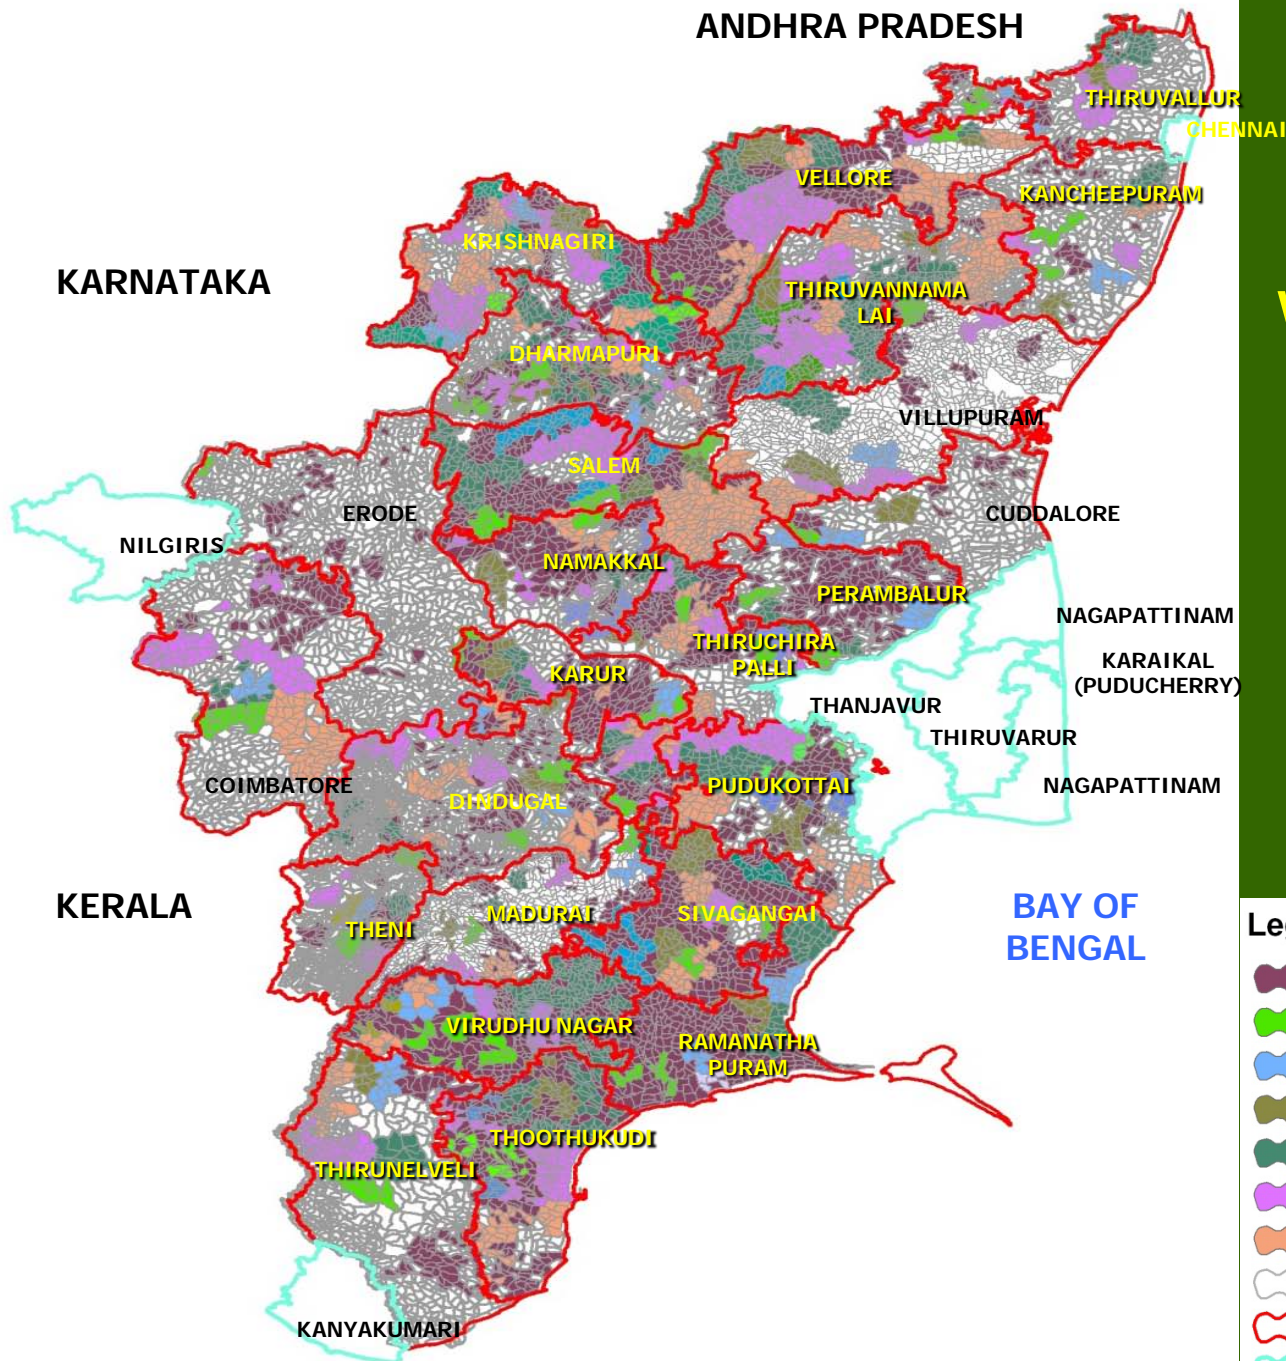 ANDHRA PRADESH
THIRUVALLUR
CHENNAI
VELLORE
KANCHEEPURAM
KRISHNAGIRI
KARNATAKA
THIRUVANNAMA
LAI
DHARMAPURI
VILLUPURAM
SALEM
ERODE
CUDDALORE
NILGIRIS
NAMAKKAL
PERAMBALUR
NAGAPATTINAM
THIRUCHIRA
PALLI
KARUR
KARAIKAL
(PUDUCHERRY)
THANJAVUR
THIRUVARUR
COIMBATORE
PUDUKOTTAI
NAGAPATTINAM
DINDUGAL
KERALA
MADURAI
SIVAGANGAI
BAY OF
BENGAL
THENI
VIRUDHU NAGAR
RAMANATHA
PURAM
THOOTHUKUDI
THIRUNELVELI
KANYAKUMARI